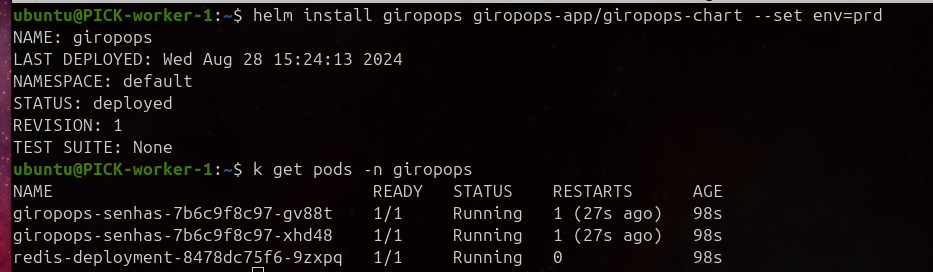 ubuntu@PICK-worker-1:~$ helm install giropops giropops-app/giropops-chart --set env=prd
NAME: giropops
LAST DEPLOYED: Wed Aug 28 15:24:13 2024
NAMESPACE: default
STATUS: deployed
REVISION: 1
TEST SUITE: None
ubuntu@PICK-worker-1:~$ k get pods -n giropops
NAME READY STATUS RESTARTS AGE
giropops-senhas-7b6c9f8c97-gv88t 1/1 Running 1 (27s ago) 98s
giropops-senhas-7b6c9f8c97-xhd48 1/1 Running 1 (27s ago) 98s
redis-deployment-8478dc75f6-9zxpq 1/1 Running 0 98s